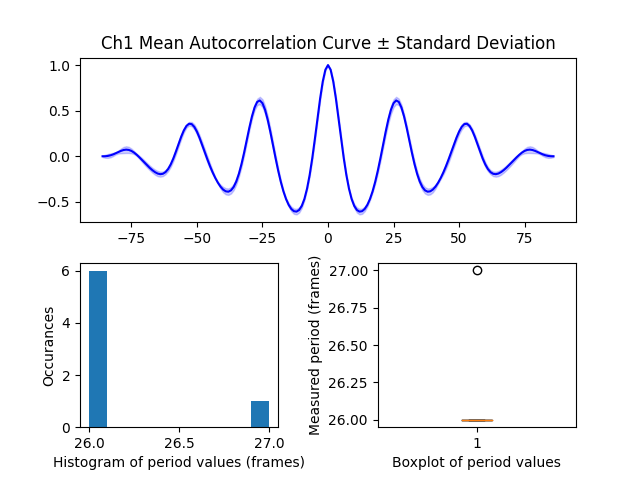 Ch1 Mean Autocorrelation Curve ± Standard Deviation
1.0
0.5
0.0
−0.5
−75 −50 −25 0 25 50 75
6
4
2
0
Occurances
26.0 26.5 27.0
Histogram of period values (frames)
27.00
26.75
26.50
26.25
26.00
Measured period (frames)
1
Boxplot of period values